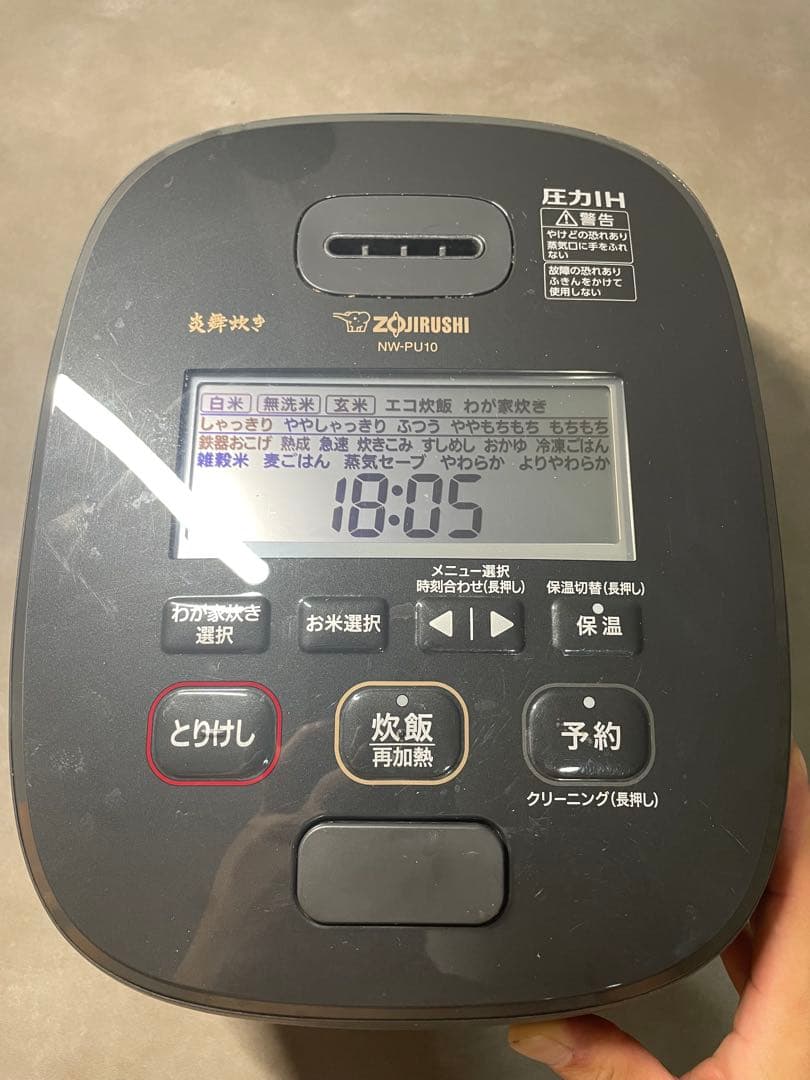 圧力IH
警告
やけどの恐れあり
蒸気口に手をふれ
ない
故障の恐れあり
ふきんをかけて
使用しない
炎舞炊き
ZOJIRUSHI
NW-PU10
白米 無洗米 玄米 エコ炊飯 わが家炊き
しゃっきり ややしゃっきり ふつう ややもちもち もちもち
鉄器おこげ 熟成 急速 炊きこみ すしめし おかゆ 冷凍ごはん
雑穀米 麦ごはん 蒸気セーブ やわらか よりやわらか
18:05
メニュー選択
時刻合わせ(長押し)
保温切替(長押し)
わが家炊き
選択
お米選択
保温
とりけし
炊飯
再加熱
予約
クリーニング(長押し)